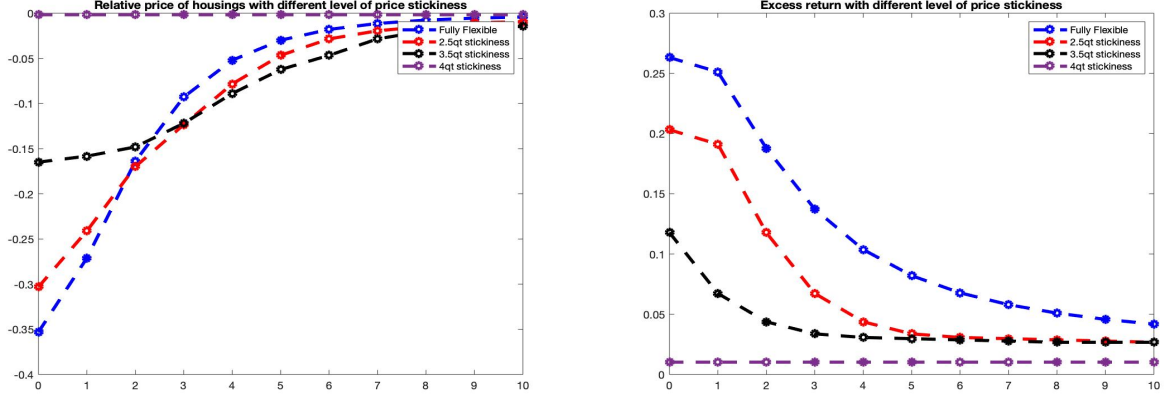 Relative price of housings with different level of price stickiness
0
-0.05
-0.1
-0.15
-0.2
-0.25
-0.3
-0.35
-0.4
0 1 2 3 4 5 6 7 8 9 10
Fully Flexible
2.5qt stickiness
3.5qt stickiness
4qt stickiness
Excess return with different level of price stickiness
0.3
0.25
0.2
0.15
0.1
0.05
0
0 1 2 3 4 5 6 7 8 9 10
Fully Flexible
2.5qt stickiness
3.5qt stickiness
4qt stickiness